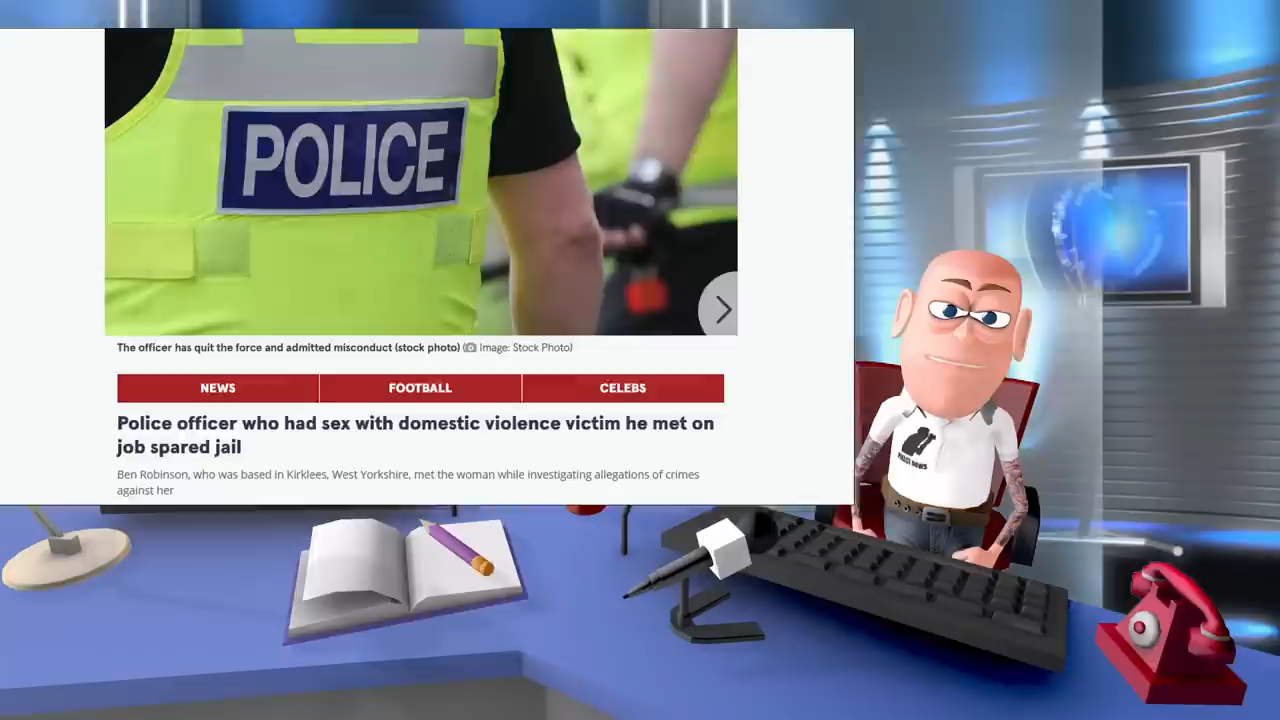 POLICE
The officer has quit the force and admitted misconduct (stock photo) (Image: Stock Photo)
NEWS
FOOTBALL
CELEBS
Police officer who had sex with domestic violence victim he met on
job spared jail
Ben Robinson, who was based in Kirklees, West Yorkshire, met the woman while investigating allegations of crimes
against her